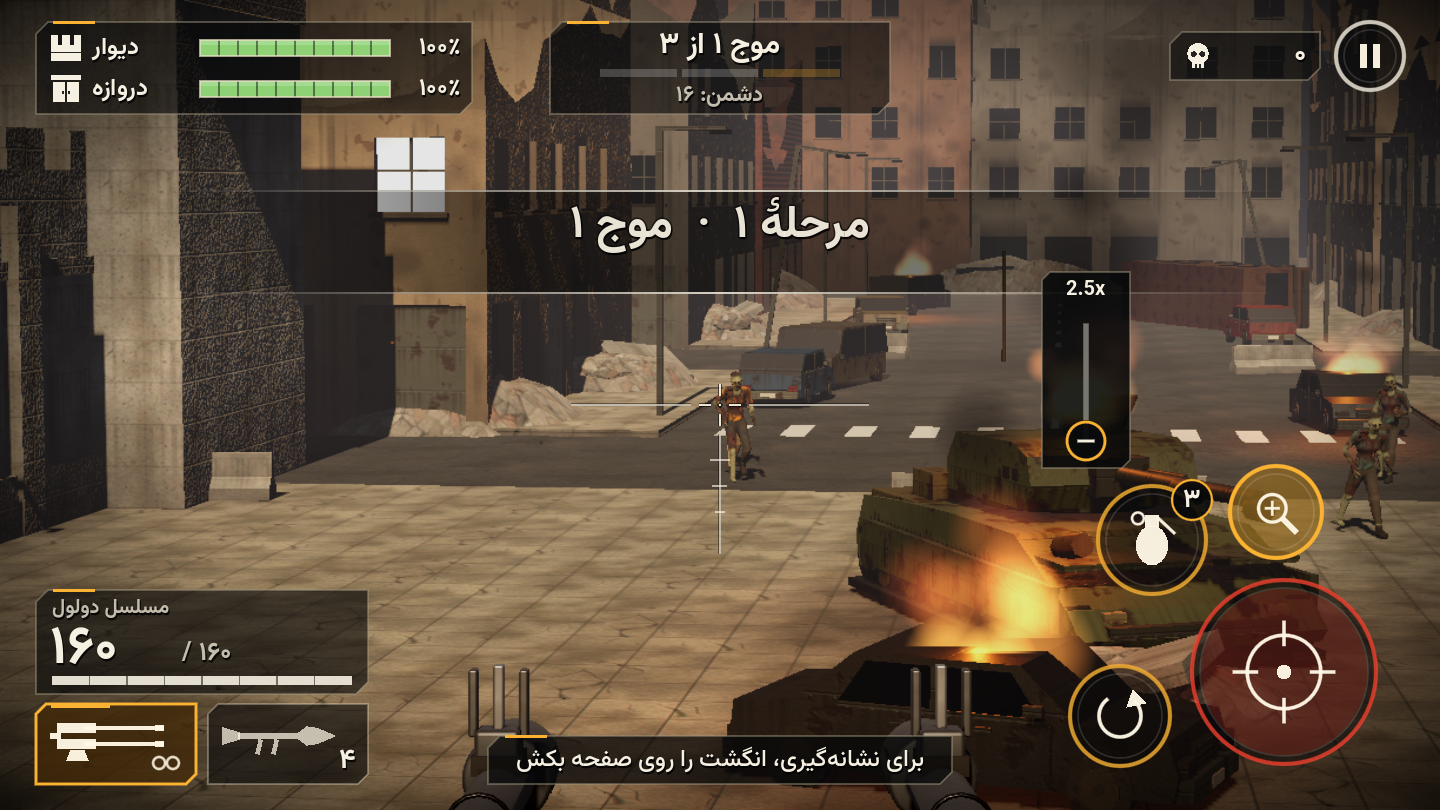 دیوار ۱۰۰٪
دروازه ۱۰۰٪
موج ۱ از ۳
دشمن: ۱۶
۰
مرحلهٔ ۱ · موج ۱
2.5x
۳
مسلسل دولول
۱۶۰ / ۱۶۰
∞
۴
برای نشانه‌گیری، انگشت را روی صفحه بکش